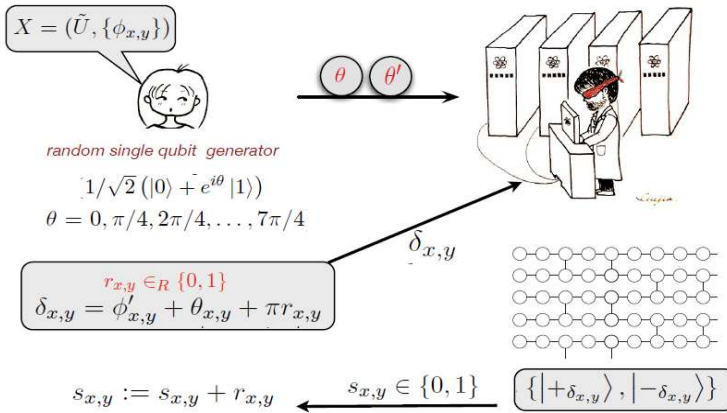 X = (Ũ, {ϕ_{x,y}})
θ θ′
random single qubit generator
1/√2 (|0⟩ + e^{iθ} |1⟩)
θ = 0, π/4, 2π/4, . . . , 7π/4
δ_{x,y}
r_{x,y} ∈_R {0, 1}
δ_{x,y} = ϕ′_{x,y} + θ_{x,y} + πr_{x,y}
s_{x,y} := s_{x,y} + r_{x,y}
s_{x,y} ∈ {0, 1}
{|+_{δ_{x,y}}⟩, |−_{δ_{x,y}}⟩}